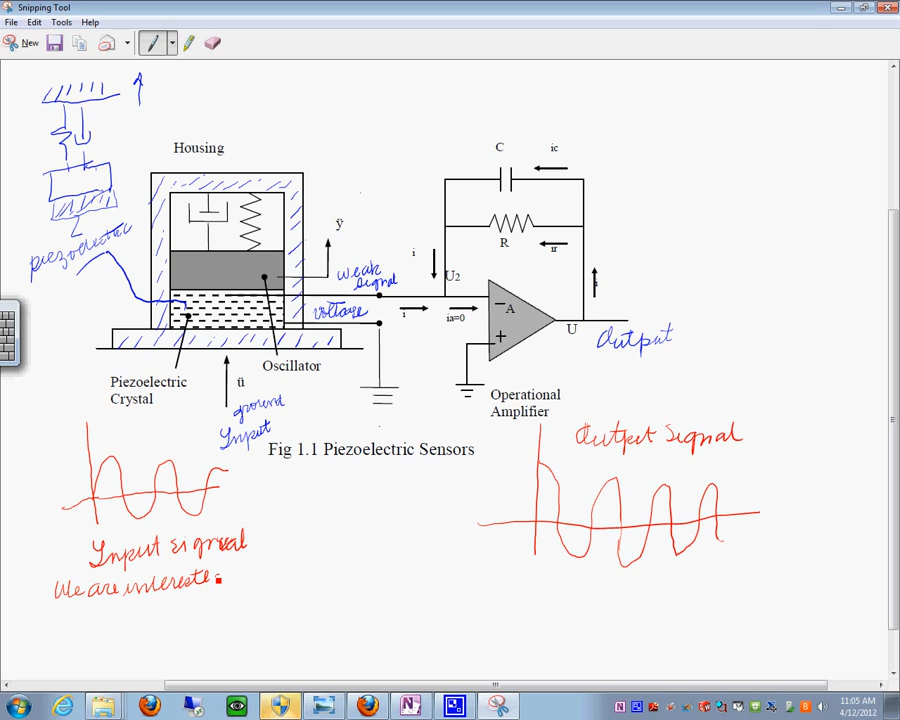 Snipping Tool
File Edit Tools Help
New
Housing
C
ic
R
ir
ÿ
i
U2
piezoelectric
weak
signal
voltage
i
ia=0
A
U
Output
Oscillator
Piezoelectric
Crystal
ü
ground
Input
Operational
Amplifier
Fig 1.1 Piezoelectric Sensors
Output Signal
Input signal
We are intereste
11:05 AM
4/12/2012